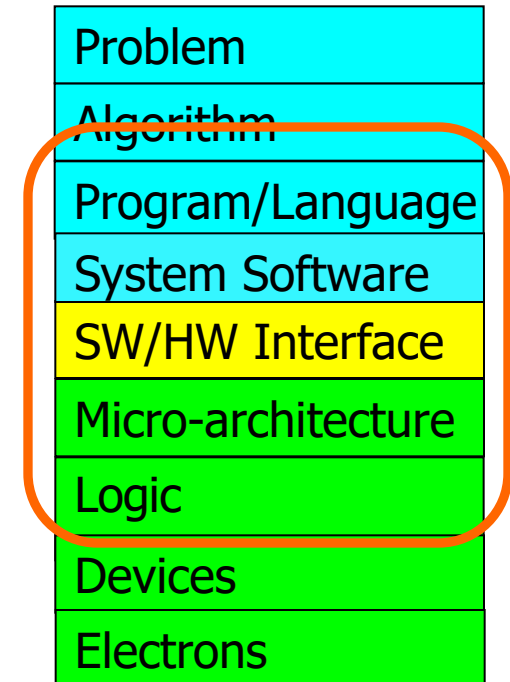 Problem
Algorithm
Program/Language
System Software
SW/HW Interface
Micro-architecture
Logic
Devices
Electrons